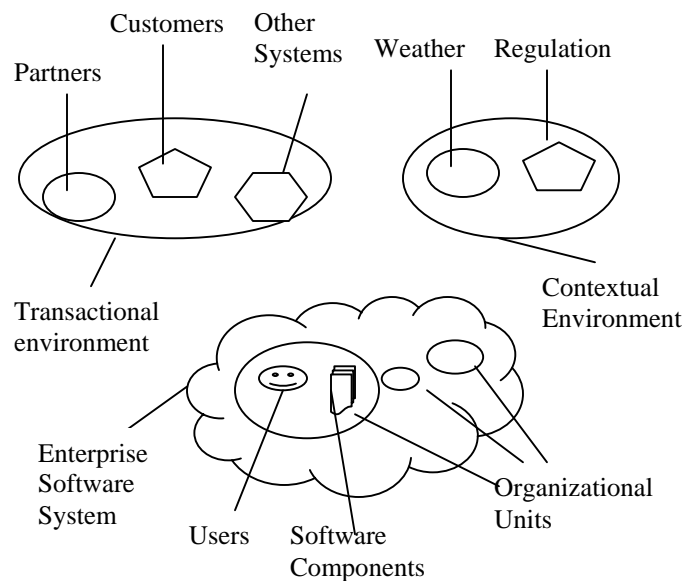 Customers
Other
Systems
Partners
Weather
Regulation
Transactional
environment
Contextual
Environment
Enterprise
Software
System
Users
Software
Components
Organizational
Units